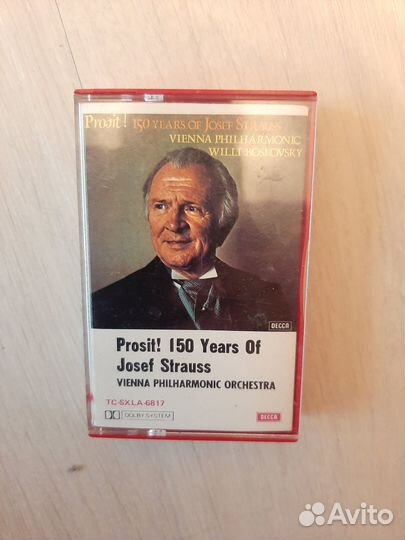 Prosit! 150 YEARS OF JOSEF STRAUSS
VIENNA PHILHARMONIC
WILLI BOSKOVSKY
DECCA
Prosit! 150 Years Of
Josef Strauss
VIENNA PHILHARMONIC ORCHESTRA
TC-SXLA-6817
DOLBY SYSTEM
DECCA
Avito